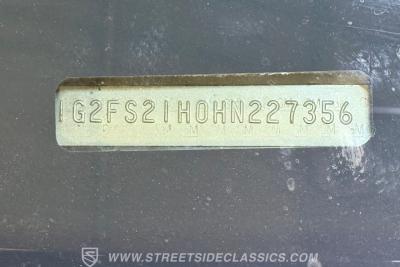 1G2FS21H0HN227356
WWW.STREETSIDECLASSICS.COM